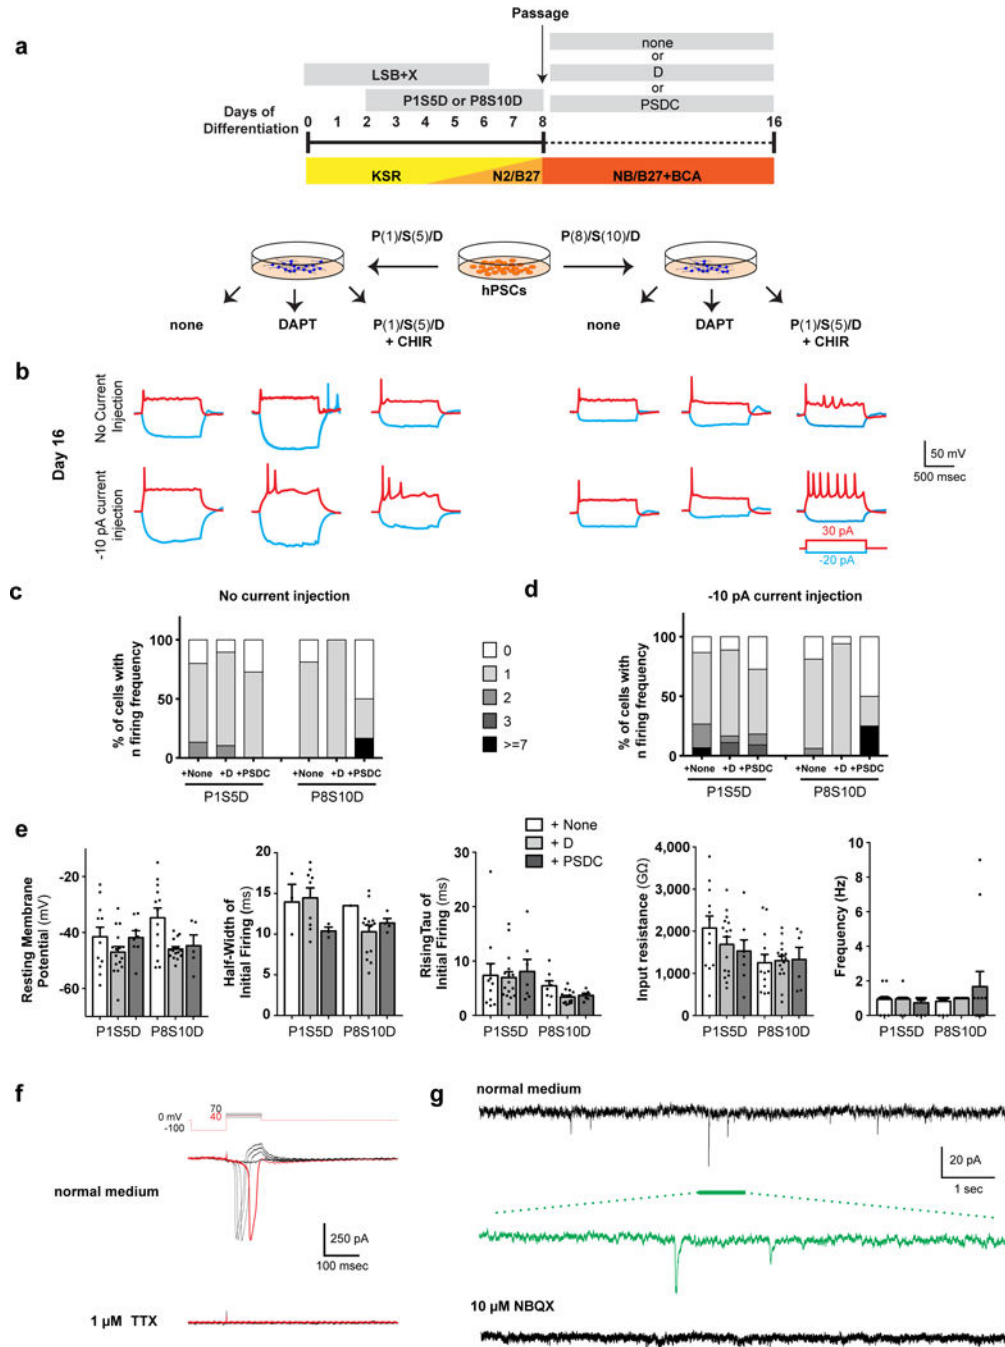 Passage
a
none
or
LSB+X
D
or
P1S5D or P8S10D
PSDC
Days of
Differentiation
0 1 2 3 4 5 6 7 8 16
KSR N2/B27 NB/B27+BCA
P(1)/S(5)/D P(8)/S(10)/D
hPSCs
none DAPT P(1)/S(5)/D
+ CHIR
none DAPT P(1)/S(5)/D
+ CHIR
b
Day 16
No Current
Injection
50 mV
500 msec
-10 pA current
injection
30 pA
-20 pA
c
No current injection
% of cells with
n firing frequency
100
50
0
+None +D +PSDC +None +D +PSDC
P1S5D P8S10D
0
1
2
3
>=7
d
-10 pA current injection
% of cells with
n firing frequency
100
50
0
+None +D +PSDC +None +D +PSDC
P1S5D P8S10D
e
+ None
+ D
+ PSDC
Resting Membrane
Potential (mV)
-20
-40
-60
P1S5D P8S10D
Half-Width of
Initial Firing (ms)
20
15
10
5
0
P1S5D P8S10D
RisingTau of
Initial Firing (ms)
30
20
10
0
P1S5D P8S10D
Input resistance (GΩ)
4,000
3,000
2,000
1,000
0
P1S5D P8S10D
Frequency (Hz)
10
8
6
4
2
0
P1S5D P8S10D
f
70
40
0 mV
-100
normal medium
250 pA
100 msec
1 µM TTX
g
normal medium
20 pA
1 sec
10 µM NBQX